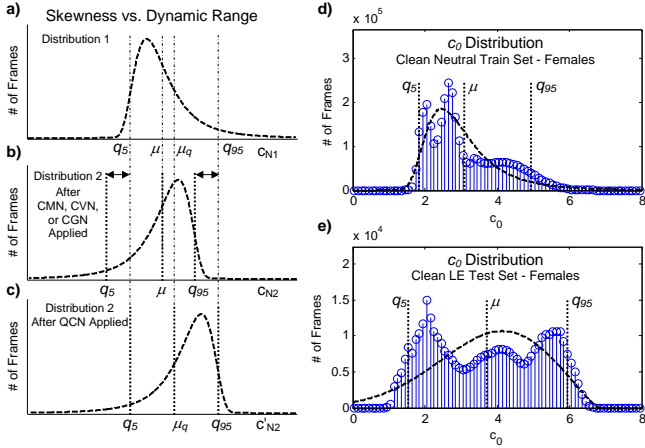 a)
Skewness vs. Dynamic Range
Distribution 1
# of Frames
q5 μ μq q95 cN1
b)
Distribution 2
After
CMN, CVN,
or CGN
Applied
# of Frames
q5 μ q95 cN2
c)
Distribution 2
After QCN Applied
# of Frames
q5 μq q95 c'N2
d)
x 10^5
c0 Distribution
Clean Neutral Train Set - Females
q5 μ q95
# of Frames
3
2
1
0
0 2 4 6 8
c0
e)
x 10^4
c0 Distribution
Clean LE Test Set - Females
q5 μ q95
# of Frames
2
1.5
1
0.5
0
0 2 4 6 8
c0